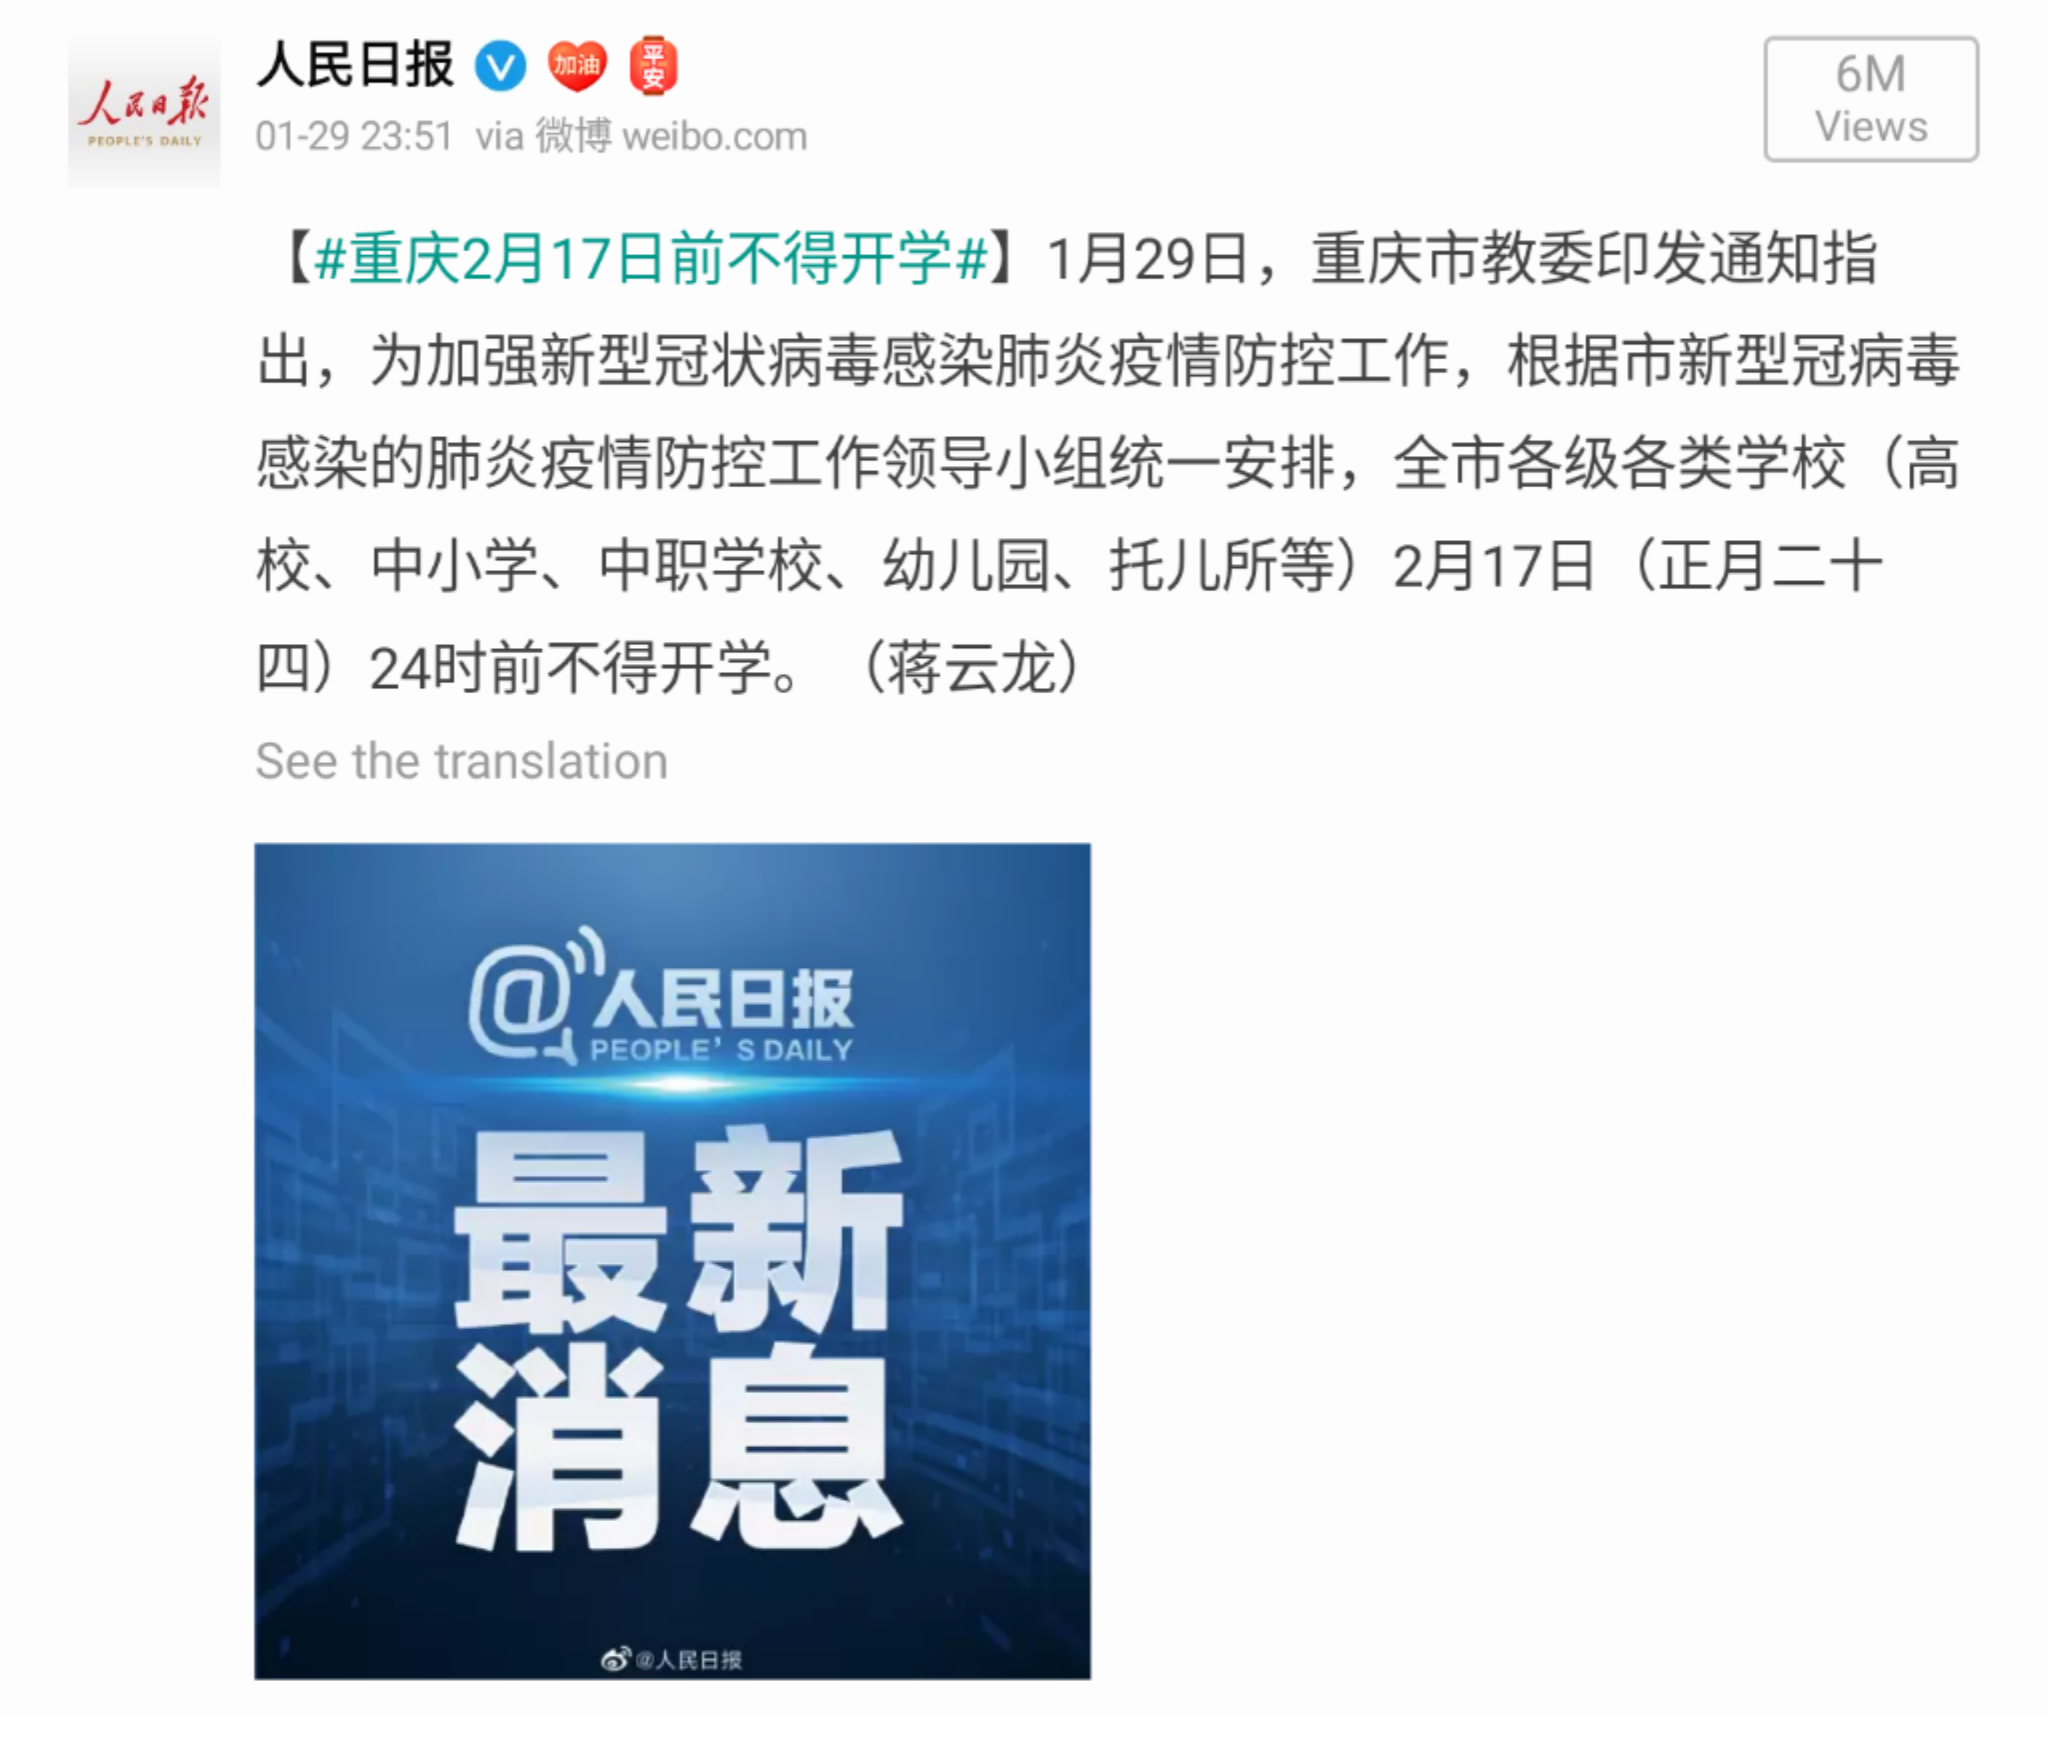 人民日報
PEOPLE'S DAILY
人民日报 加油 平安
01-29 23:51 via 微博 weibo.com
6M
Views
【#重庆2月17日前不得开学#】1月29日，重庆市教委印发通知指
出，为加强新型冠状病毒感染肺炎疫情防控工作，根据市新型冠病毒
感染的肺炎疫情防控工作领导小组统一安排，全市各级各类学校（高
校、中小学、中职学校、幼儿园、托儿所等）2月17日（正月二十
四）24时前不得开学。（蒋云龙）
See the translation
@人民日报
PEOPLE’S DAILY
最新
消息
@人民日报